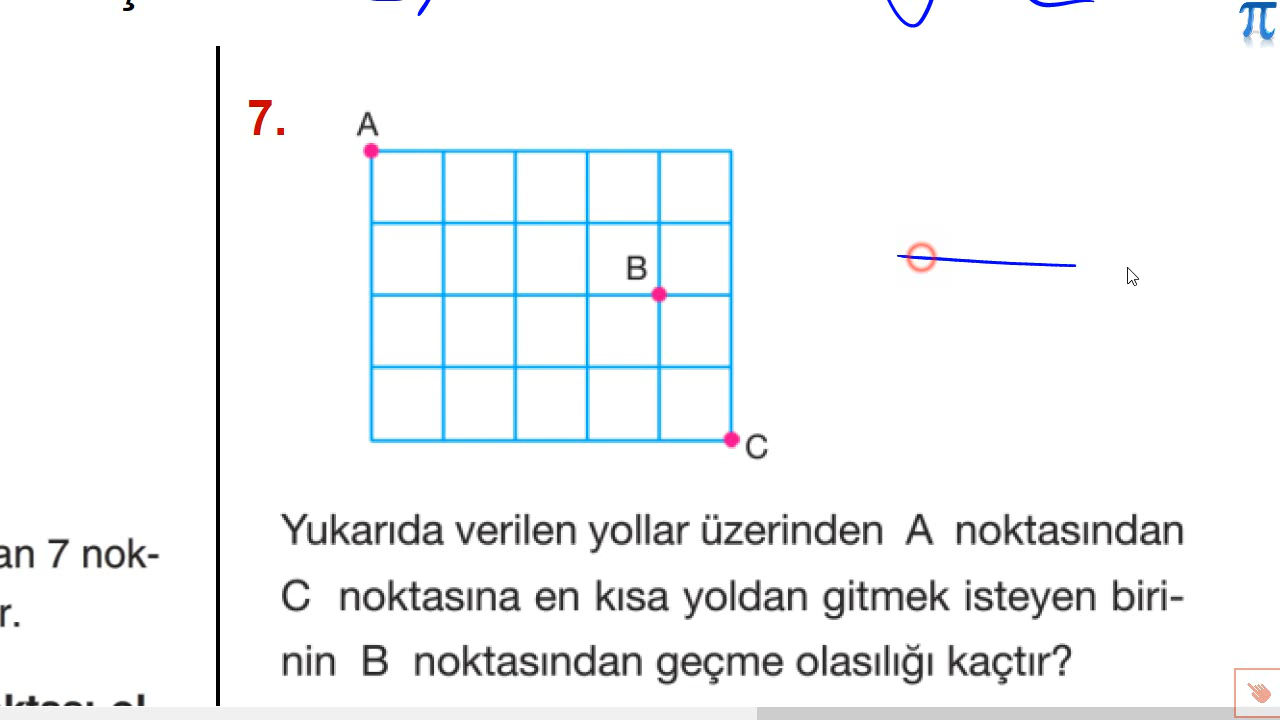 π
7.
A
B
C
Yukarıda verilen yollar üzerinden A noktasından
C noktasına en kısa yoldan gitmek isteyen biri-
nin B noktasından geçme olasılığı kaçtır?
an 7 nok-
r.